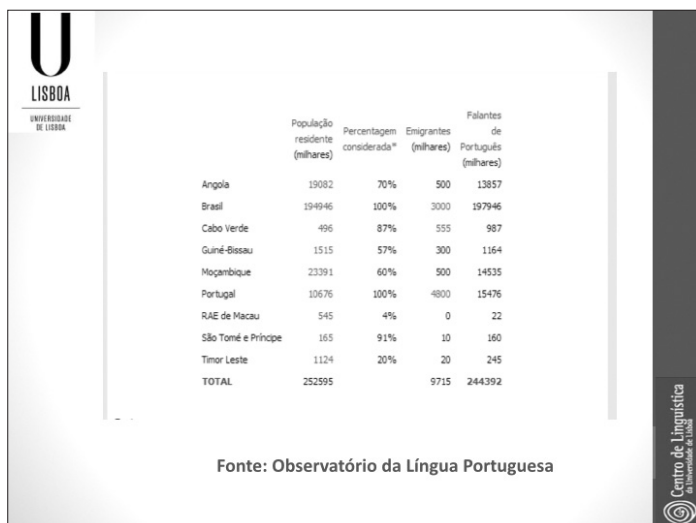 U
LISBOA
UNIVERSIDADE
DE LISBOA
População residente (milhares) Percentagem considerada* Emigrantes (milhares) Falantes de Português (milhares)
Angola 19082 70% 500 13857
Brasil 194946 100% 3000 197946
Cabo Verde 496 87% 555 987
Guiné-Bissau 1515 57% 300 1164
Moçambique 23391 60% 500 14535
Portugal 10676 100% 4800 15476
RAE de Macau 545 4% 0 22
São Tomé e Príncipe 165 91% 10 160
Timor Leste 1124 20% 20 245
TOTAL 252595 9715 244392
Fonte: Observatório da Língua Portuguesa
Centro de Linguística
da Universidade de Lisboa